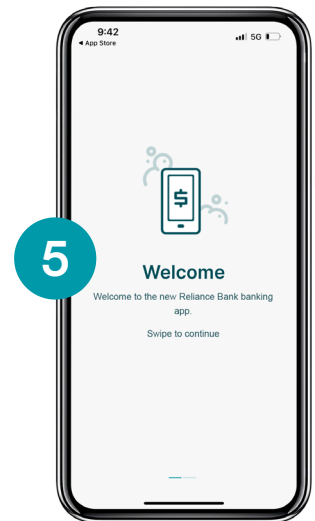 9:42
5G
◀ App Store
$
5
Welcome
Welcome to the new Reliance Bank banking
app.
Swipe to continue